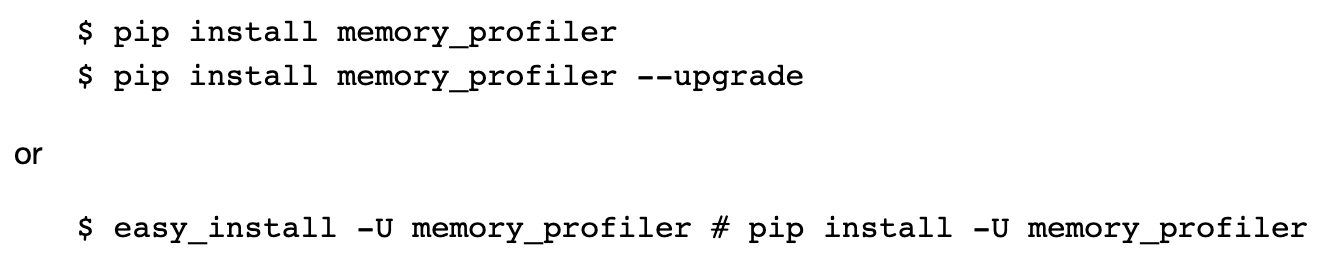 $ pip install memory_profiler
$ pip install memory_profiler --upgrade
or
$ easy_install -U memory_profiler # pip install -U memory_profiler